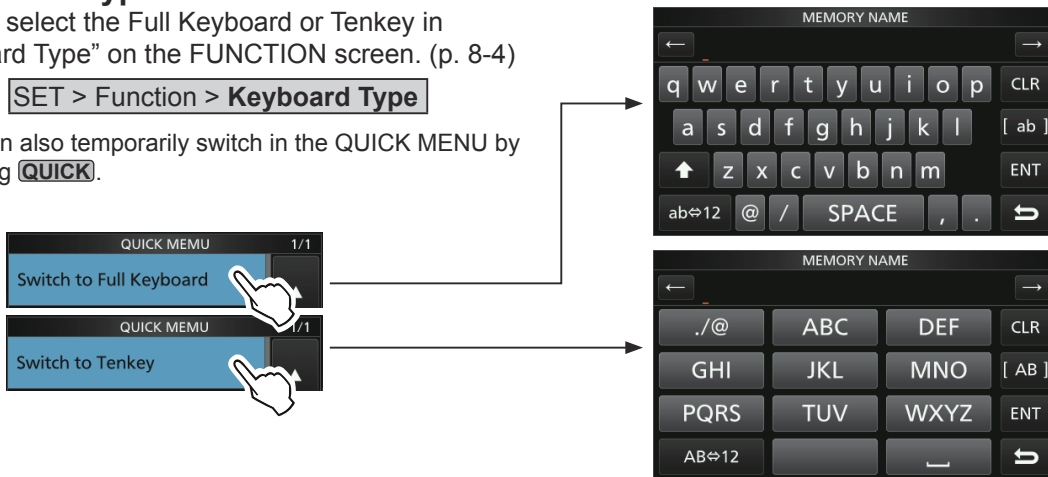 select the Full Keyboard or Tenkey in
Type” on the FUNCTION screen. (p. 8-4)
SET > Function > Keyboard Type
also temporarily switch in the QUICK MENU by
QUICK.
QUICK MEMU 1/1
Switch to Full Keyboard
QUICK MEMU 1/1
Switch to Tenkey
MEMORY NAME
← →
q w e r t y u i o p CLR
a s d f g h j k l [ ab ]
z x c v b n m ENT
ab⇔12 @ / SPACE , .
MEMORY NAME
← →
./@ ABC DEF CLR
GHI JKL MNO [ AB ]
PQRS TUV WXYZ ENT
AB⇔12